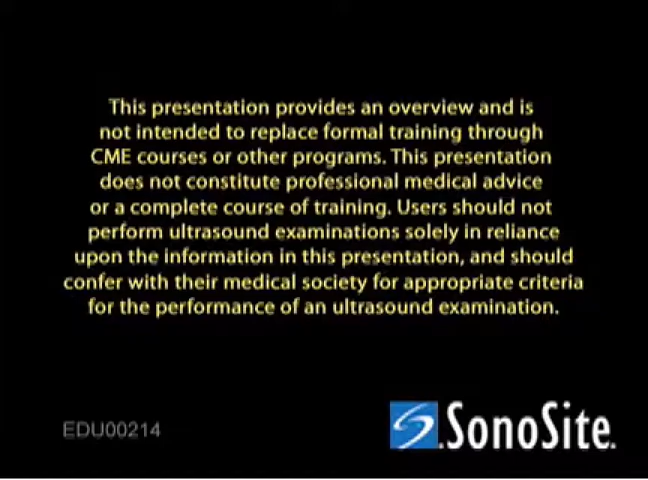 This presentation provides an overview and is
not intended to replace formal training through
CME courses or other programs. This presentation
does not constitute professional medical advice
or a complete course of training. Users should not
perform ultrasound examinations solely in reliance
upon the information in this presentation, and should
confer with their medical society for appropriate criteria
for the performance of an ultrasound examination.
EDU00214
SonoSite.